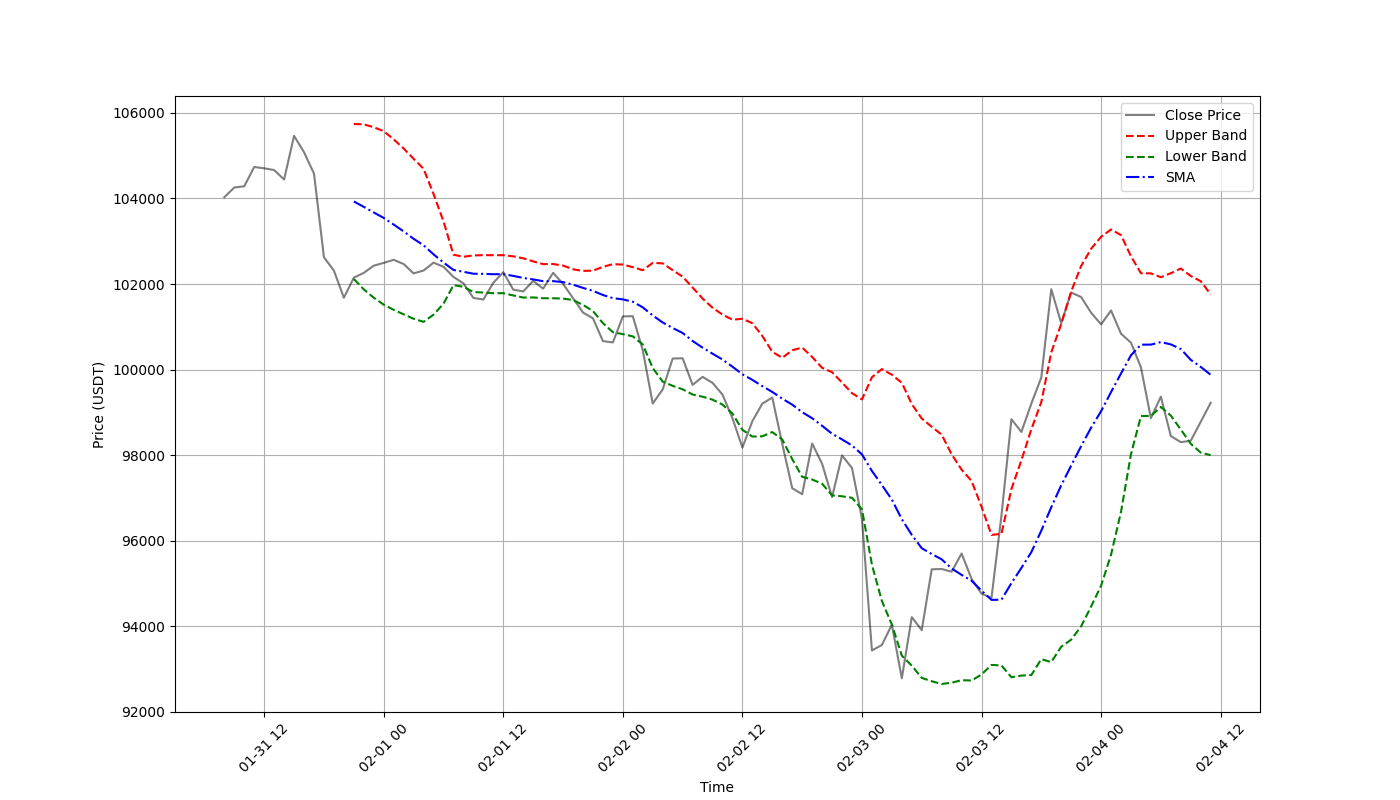 106000
104000
102000
100000
98000
96000
94000
92000
Price (USDT)
Close Price
Upper Band
Lower Band
SMA
01-31 12
02-01 00
02-01 12
02-02 00
02-02 12
02-03 00
02-03 12
02-04 00
02-04 12
Time